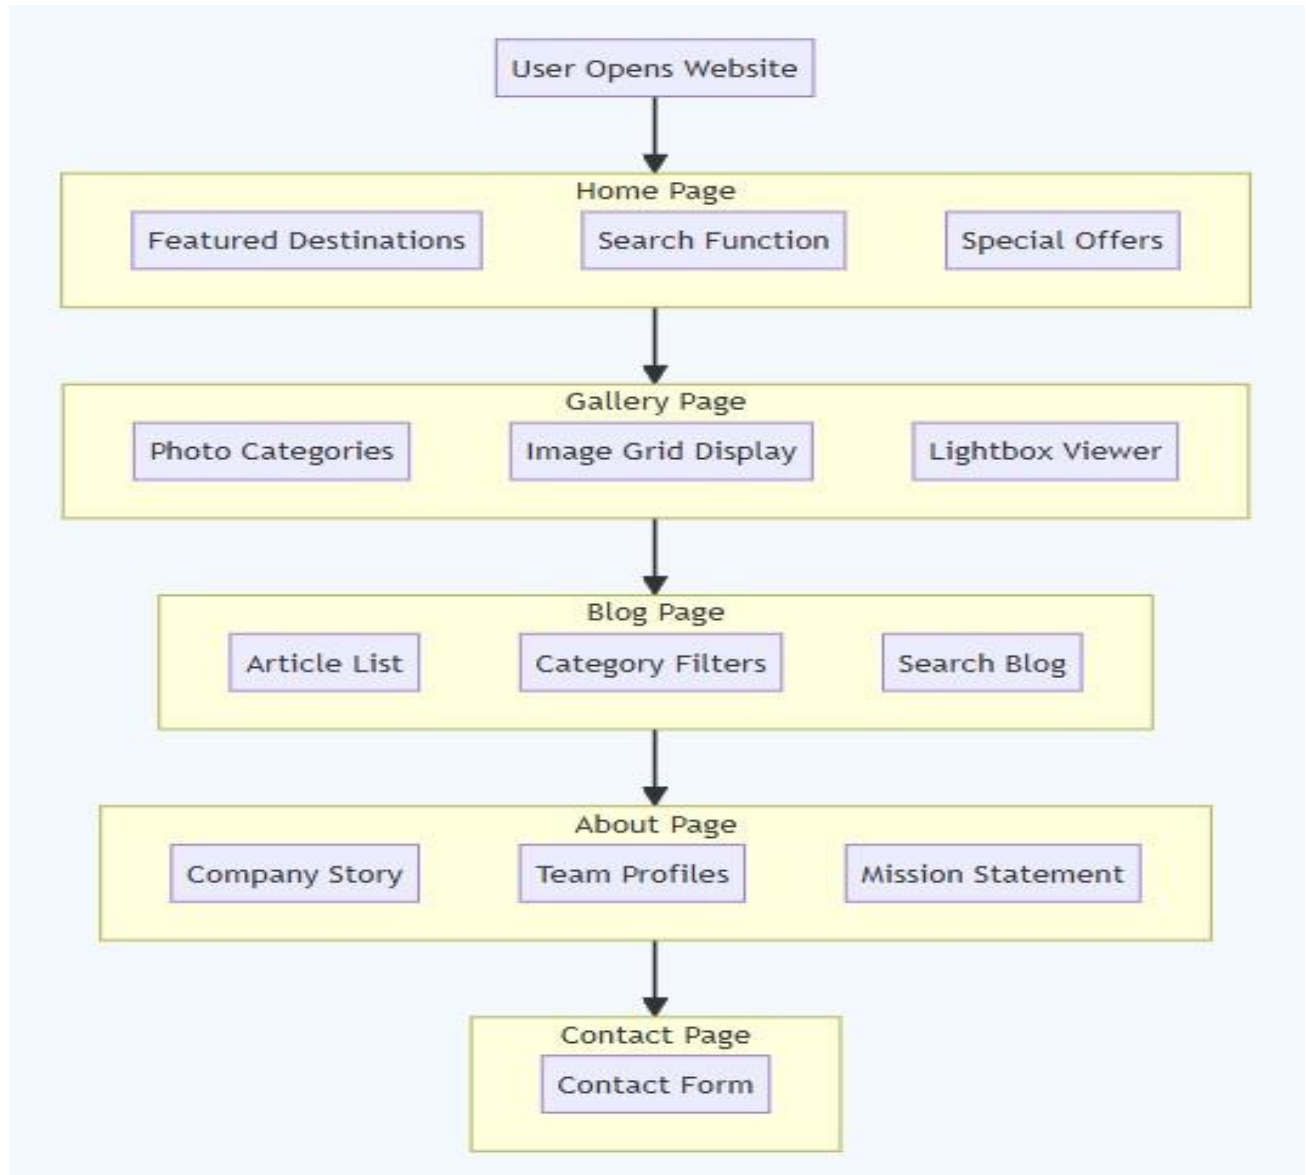 User Opens Website
Home Page
Featured Destinations
Search Function
Special Offers
Gallery Page
Photo Categories
Image Grid Display
Lightbox Viewer
Blog Page
Article List
Category Filters
Search Blog
About Page
Company Story
Team Profiles
Mission Statement
Contact Page
Contact Form